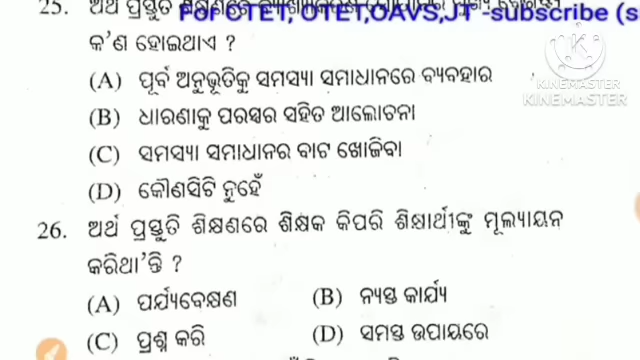 25. ଅର୍ଥ ପ୍ରସ୍ତୁତି ଶିକ୍ଷଣରେ
For CTET, OTET,OAVS,JT -subscribe (s
କ'ଣ ହୋଇଥାଏ ?
(A) ପୂର୍ବ ଅନୁଭୂତିକୁ ସମସ୍ୟା ସମାଧାନରେ ବ୍ୟବହାର
KINEMASTER
KINEMASTER
(B) ଧାରଣାକୁ ପରସ୍ପର ସହିତ ଆଲୋଚନା
(C) ସମସ୍ୟା ସମାଧାନର ବାଟ ଖୋଜିବା
(D) କୌଣସିଟି ନୁହେଁ
26. ଅର୍ଥ ପ୍ରସ୍ତୁତି ଶିକ୍ଷଣରେ ଶିକ୍ଷକ କିପରି ଶିକ୍ଷାର୍ଥୀଙ୍କୁ ମୂଲ୍ୟାୟନ
କରିଥା'ନ୍ତି ?
(A) ପର୍ଯ୍ୟବେକ୍ଷଣ (B) ନ୍ୟସ୍ତ କାର୍ଯ୍ୟ
(C) ପ୍ରଶ୍ନ କରି (D) ସମସ୍ତ ଉପାୟରେ